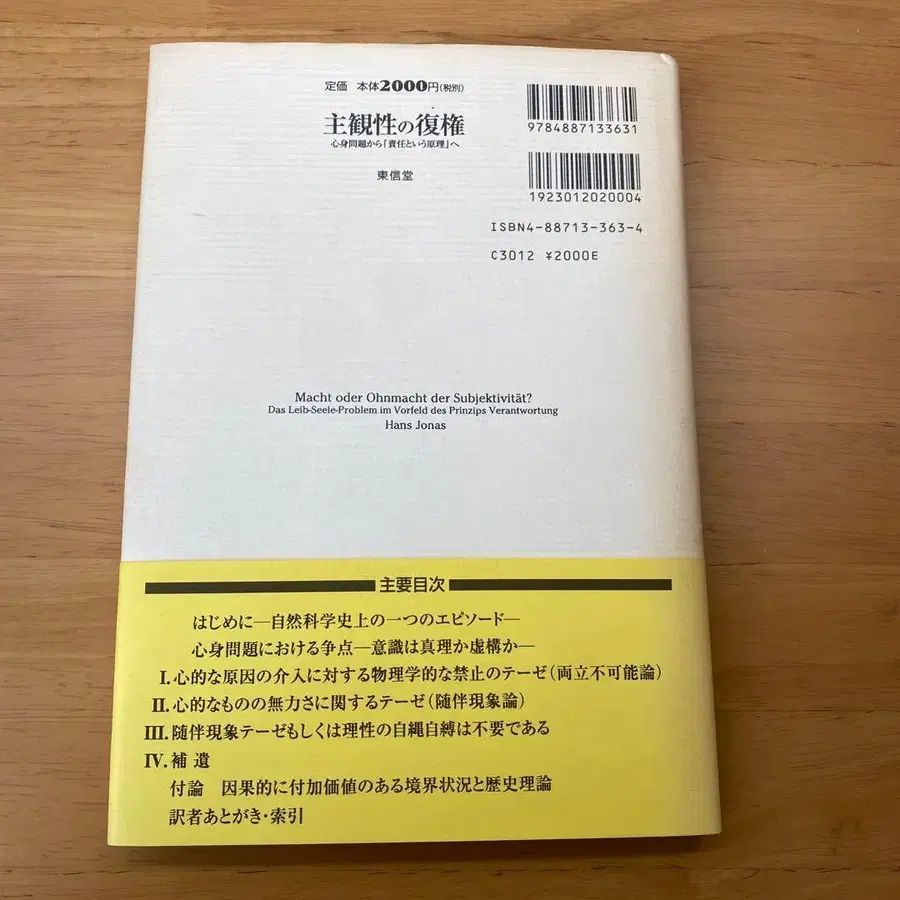 定価 本体2000円(税別)
主観性の復権
心身問題から「責任という原理」へ
東信堂
9784887133631
1923012020004
ISBN4-88713-363-4
C3012 ¥2000E
Macht oder Ohnmacht der Subjektivität?
Das Leib-Seele-Problem im Vorfeld des Prinzips Verantwortung
Hans Jonas
主要目次
はじめに―自然科学史上の一つのエピソード―
心身問題における争点―意識は真理か虚構か―
I.心的な原因の介入に対する物理学的な禁止のテーゼ(両立不可能論)
II.心的なものの無力さに関するテーゼ(随伴現象論)
III.随伴現象テーゼもしくは理性の自縄自縛は不要である
IV.補遺
付論 因果的に付加価値のある境界状況と歴史理論
訳者あとがき・索引